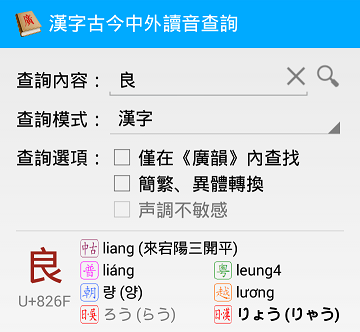 漢字古今中外讀音查詢
查詢內容： 良
查詢模式： 漢字
查詢選項： 僅在《廣韻》內查找
簡繁、異體轉換
声調不敏感
良
U+826F
中古 liang (來宕陽三開平)
普 liáng 粵 leung4
朝 량 (양) 越 lương
日吳 ろう (らう) 日漢 りょう (りゃう)